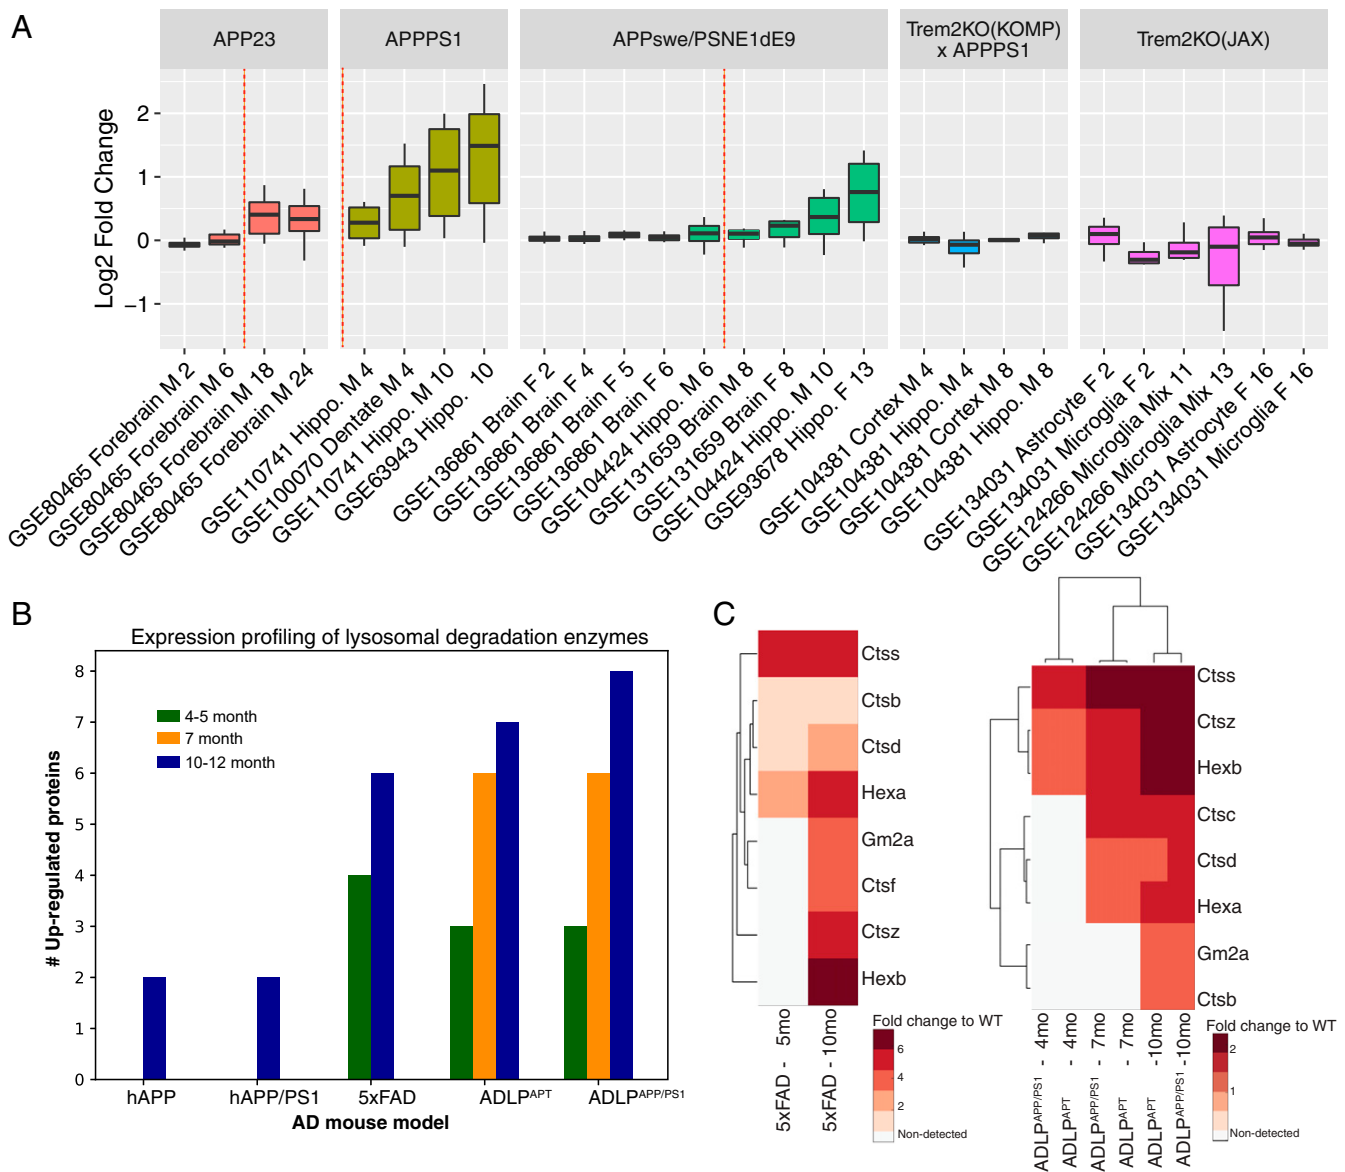 A
APP23
APPPS1
APPswe/PSNE1dE9
Trem2KO(KOMP)
x APPPS1
Trem2KO(JAX)
Log2 Fold Change
2
1
0
−1
GSE80465 Forebrain M 2
GSE80465 Forebrain M 6
GSE80465 Forebrain M 18
GSE80465 Forebrain M 24
GSE110741 Hippo. M 4
GSE100070 Dentate M 4
GSE110741 Hippo. M 10
GSE63943 Hippo. 10
GSE136861 Brain F 2
GSE136861 Brain F 4
GSE136861 Brain F 5
GSE136861 Brain F 6
GSE104424 Hippo. M 6
GSE131659 Brain M 8
GSE131659 Brain F 8
GSE104424 Hippo. M 10
GSE93678 Hippo. F 13
GSE104381 Cortex M 4
GSE104381 Hippo. M 4
GSE104381 Cortex M 8
GSE104381 Hippo. M 8
GSE134031 Astrocyte F 2
GSE134031 Microglia F 2
GSE124266 Microglia Mix 11
GSE124266 Microglia Mix 13
GSE134031 Astrocyte F 16
GSE134031 Microglia F 16
B
Expression profiling of lysosomal degradation enzymes
# Up-regulated proteins
8
7
6
5
4
3
2
1
0
4-5 month
7 month
10-12 month
hAPP
hAPP/PS1
5xFAD
ADLPAPT
ADLPAPP/PS1
AD mouse model
C
Ctss
Ctsb
Ctsd
Hexa
Gm2a
Ctsf
Ctsz
Hexb
5xFAD - 5mo
5xFAD - 10mo
Fold change to WT
6
4
2
Non-detected
Ctss
Ctsz
Hexb
Ctsc
Ctsd
Hexa
Gm2a
Ctsb
ADLPAPP/PS1 - 4mo
ADLPAPT - 4mo
ADLPAPP/PS1 - 7mo
ADLPAPT - 7mo
ADLPAPT -10mo
ADLPAPP/PS1 -10mo
Fold change to WT
2
1
Non-detected